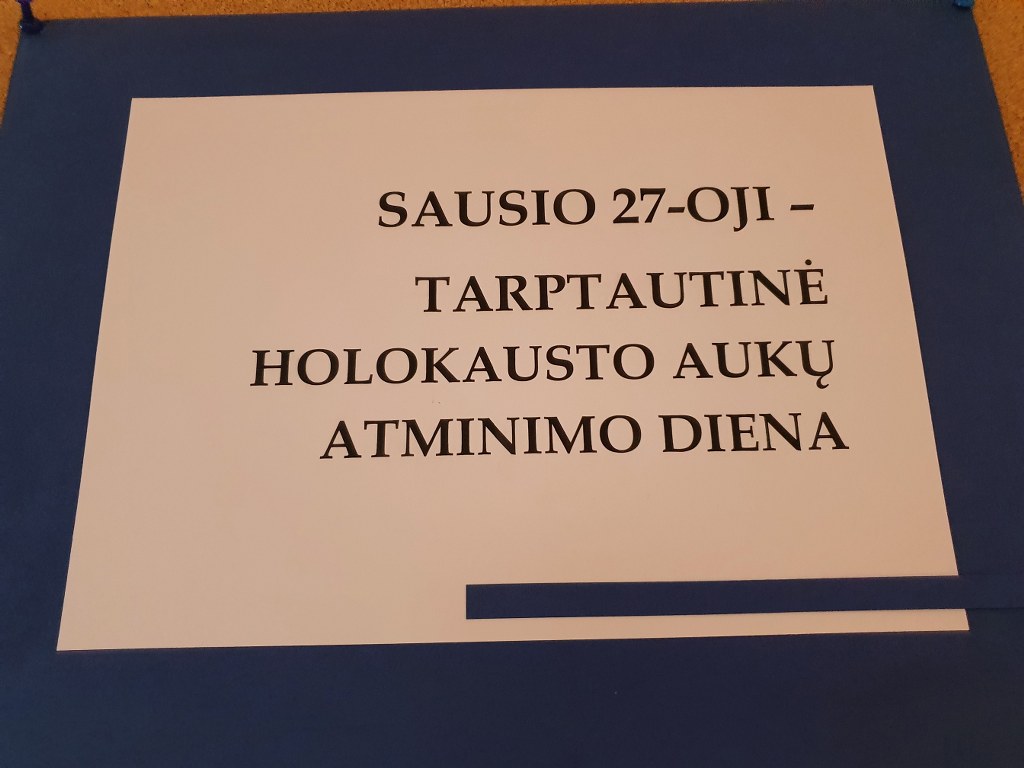 SAUSIO 27-OJI –
TARPTAUTINĖ
HOLOKAUSTO AUKŲ
ATMINIMO DIENA